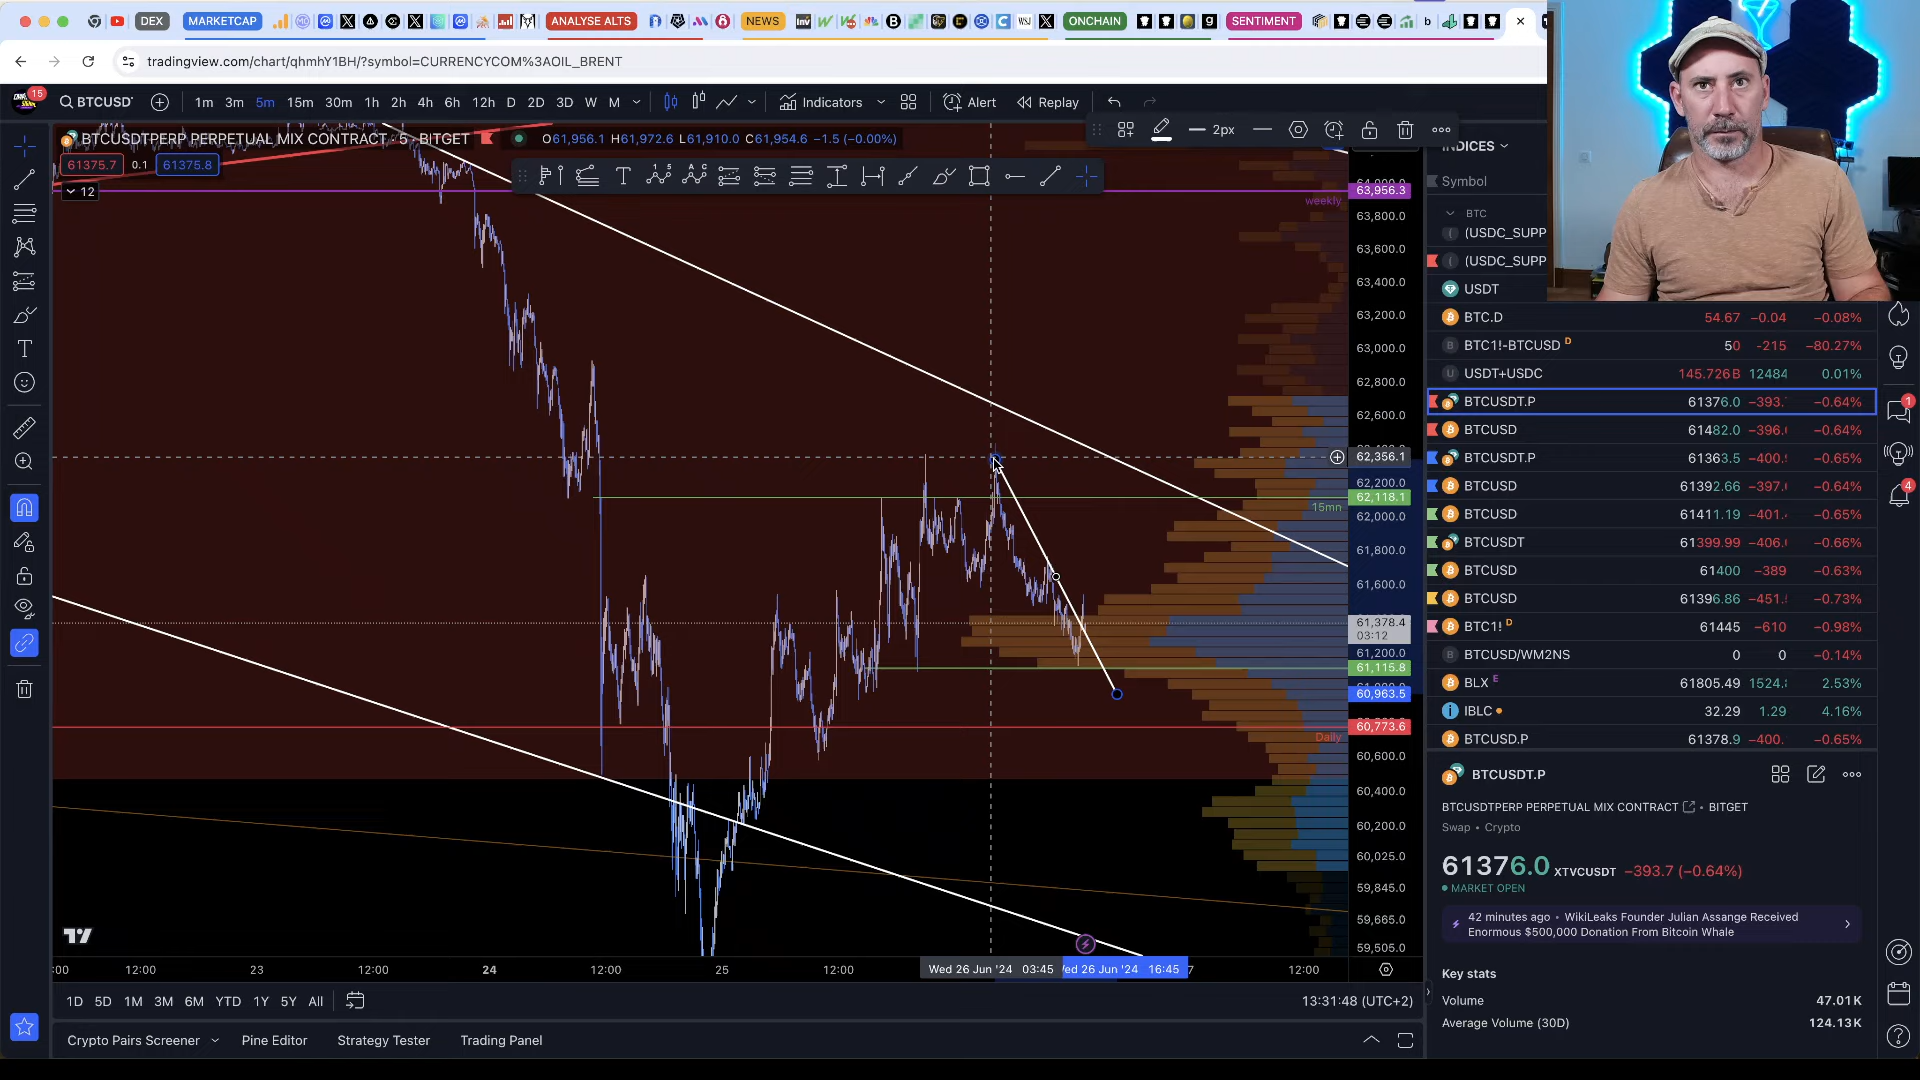 DEX MARKETCAP ANALYSE ALTS NEWS ONCHAIN SENTIMENT
tradingview.com/chart/qhmhY1BH/?symbol=CURRENCYCOM%3AOIL_BRENT
15 BTCUSDT 1m 3m 5m 15m 30m 1h 2h 4h 6h 12h D 2D 3D W M Indicators Alert Replay
BTCUSDTPERP PERPETUAL MIX CONTRACT · 5 · BITGET O61,956.1 H61,972.6 L61,910.0 C61,954.6 −1.5 (−0.00%) 2px
61375.7 0.1 61375.8
12
63,956.3
weekly
63,800.0
63,600.0
63,400.0
63,200.0
63,000.0
62,800.0
62,600.0
62,356.1
62,200.0
62,118.1
15mn
62,000.0
61,800.0
61,600.0
61,378.4
03:12
61,200.0
61,115.8
60,963.5
60,773.6
Daily
60,600.0
60,400.0
60,200.0
60,025.0
59,845.0
59,665.0
59,505.0
12:00 23 12:00 24 12:00 25 12:00 Wed 26 Jun '24 03:45 ed 26 Jun '24 16:45 7 12:00
1D 5D 1M 3M 6M YTD 1Y 5Y All 13:31:48 (UTC+2)
Crypto Pairs Screener Pine Editor Strategy Tester Trading Panel
INDICES
Symbol
BTC
(USDC_SUPP
(USDC_SUPP
USDT
BTC.D 54.67 −0.04 −0.08%
BTC1!-BTCUSD D 50 -215 −80.27%
USDT+USDC 145.726B 12484 0.01%
BTCUSDT.P 61376.0 −393. −0.64%
BTCUSD 61482.0 −396. −0.64%
BTCUSDT.P 61363.5 −400. −0.65%
BTCUSD 61392.66 −397. −0.64%
BTCUSD 61411.19 −401. −0.65%
BTCUSDT 61399.99 −406. −0.66%
BTCUSD 61400 −389 −0.63%
BTCUSD 61396.86 −451. −0.73%
BTC1! D 61445 −610 −0.98%
BTCUSD/WM2NS 0 0 −0.14%
BLX E 61805.49 1524. 2.53%
IBLC 32.29 1.29 4.16%
BTCUSD.P 61378.9 −400. −0.65%
BTCUSDT.P
BTCUSDTPERP PERPETUAL MIX CONTRACT • BITGET
Swap • Crypto
61376.0 XTVCUSDT −393.7 (−0.64%)
MARKET OPEN
42 minutes ago • WikiLeaks Founder Julian Assange Received
Enormous $500,000 Donation From Bitcoin Whale
Key stats
Volume 47.01K
Average Volume (30D) 124.13K